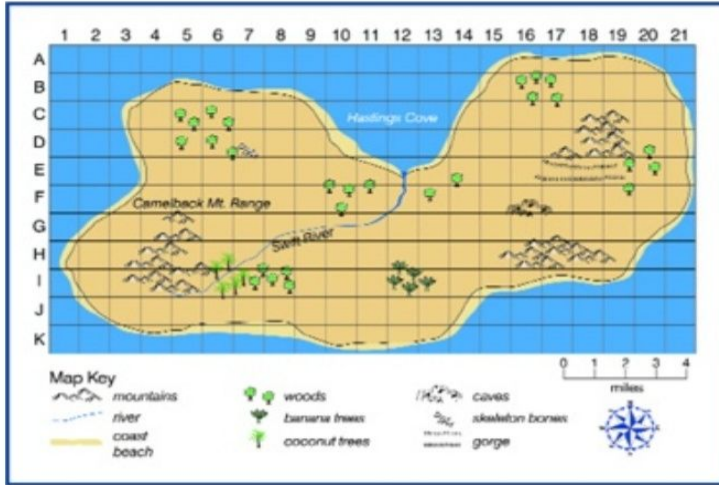 1 2 3 4 5 6 7 8 9 10 11 12 13 14 15 16 17 18 19 20 21
A
B
C
Hastings Cove
D
E
F
Camelback Mt. Range
G
Swift River
H
I
J
K
Map Key
mountains
woods
caves
river
banana trees
skeleton bones
coast
beach
coconut trees
gorge
0 1 2 3 4
miles